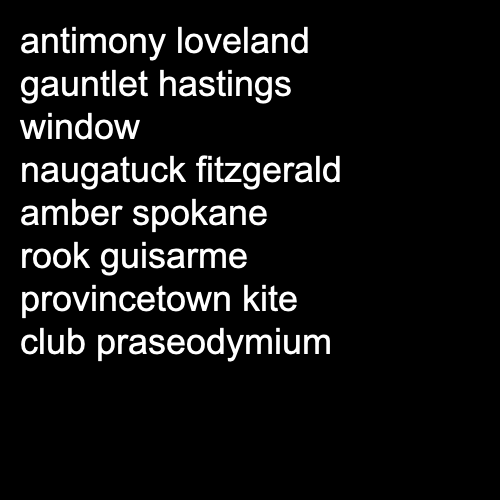 antimony loveland
gauntlet hastings
window
naugatuck fitzgerald
amber spokane
rook guisarme
provincetown kite
club praseodymium